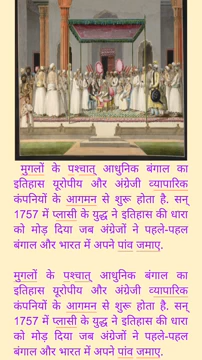 मुगलों के पश्चात् आधुनिक बंगाल का
इतिहास यूरोपीय और अंग्रेजी व्यापारिक
कंपनियों के आगमन से शुरू होता है. सन्
1757 में प्लासी के युद्ध ने इतिहास की धारा
को मोड़ दिया जब अंग्रेजों ने पहले-पहल
बंगाल और भारत में अपने पांव जमाए.
मुगलों के पश्चात् आधुनिक बंगाल का
इतिहास यूरोपीय और अंग्रेजी व्यापारिक
कंपनियों के आगमन से शुरू होता है. सन्
1757 में प्लासी के युद्ध ने इतिहास की धारा
को मोड़ दिया जब अंग्रेजों ने पहले-पहल
बंगाल और भारत में अपने पांव जमाए.